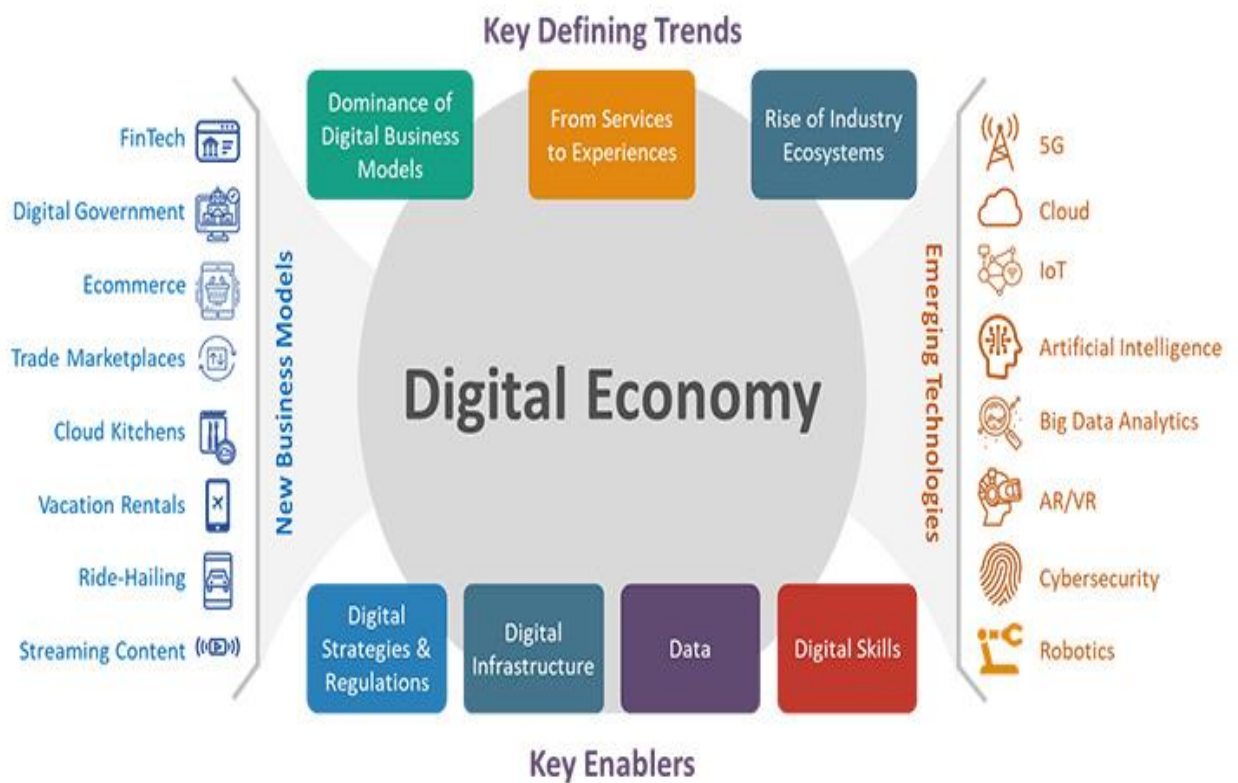 Key Defining Trends
Dominance of
Digital Business
Models
From Services
to Experiences
Rise of Industry
Ecosystems
FinTech
Digital Government
Ecommerce
Trade Marketplaces
Cloud Kitchens
Vacation Rentals
Ride-Hailing
Streaming Content
New Business Models
Digital Economy
Emerging Technologies
5G
Cloud
IoT
Artificial Intelligence
Big Data Analytics
AR/VR
Cybersecurity
Robotics
Digital
Strategies &
Regulations
Digital
Infrastructure
Data
Digital Skills
Key Enablers